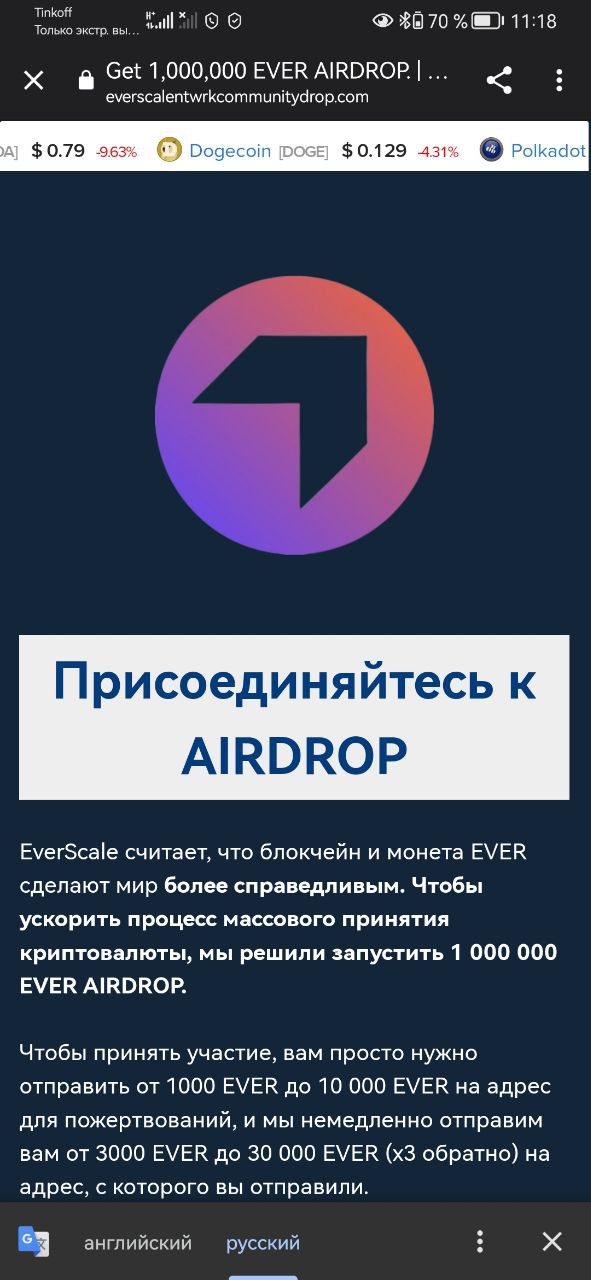 Tinkoff
Только экстр. вы...
70 % 11:18
Get 1,000,000 EVER AIRDROP. | ...
everscalentwrkcommunitydrop.com
DA] $ 0.79 -9.63% Dogecoin [DOGE] $ 0.129 -4.31% Polkadot
Присоединяйтесь к
AIRDROP
EverScale считает, что блокчейн и монета EVER
сделают мир более справедливым. Чтобы
ускорить процесс массового принятия
криптовалюты, мы решили запустить 1 000 000
EVER AIRDROP.
Чтобы принять участие, вам просто нужно
отправить от 1000 EVER до 10 000 EVER на адрес
для пожертвований, и мы немедленно отправим
вам от 3000 EVER до 30 000 EVER (x3 обратно) на
адрес, с которого вы отправили.
английский русский